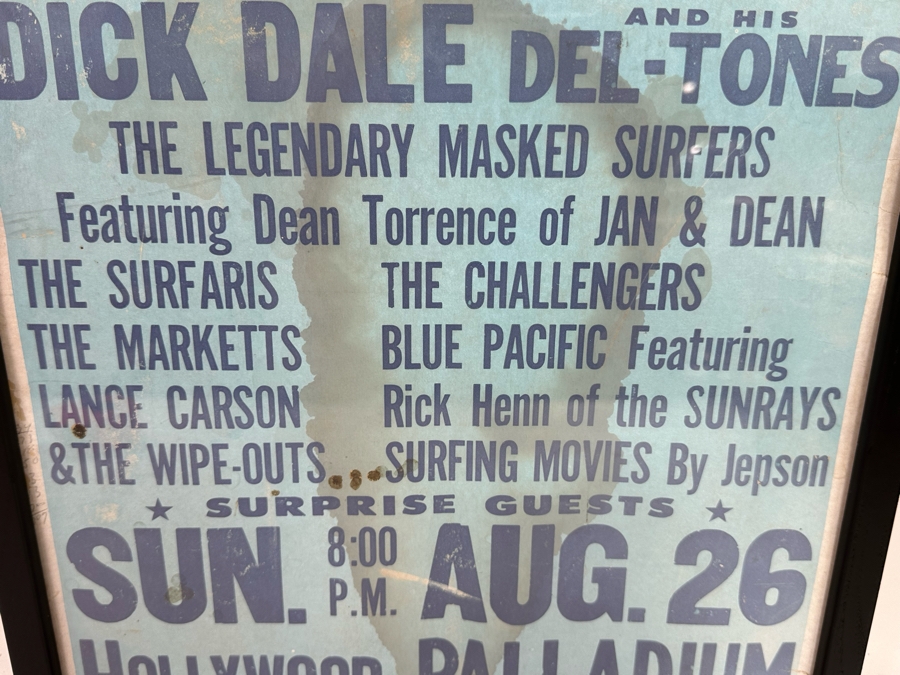 DICK DALE AND HIS DEL-TONES
THE LEGENDARY MASKED SURFERS
Featuring Dean Torrence of JAN & DEAN
THE SURFARIS THE CHALLENGERS
THE MARKETTS BLUE PACIFIC Featuring
LANCE CARSON Rick Henn of the SUNRAYS
&THE WIPE-OUTS SURFING MOVIES By Jepson
★ SURPRISE GUESTS ★
SUN. 8:00 P.M. AUG. 26
HOLLYWOOD PALLADIUM